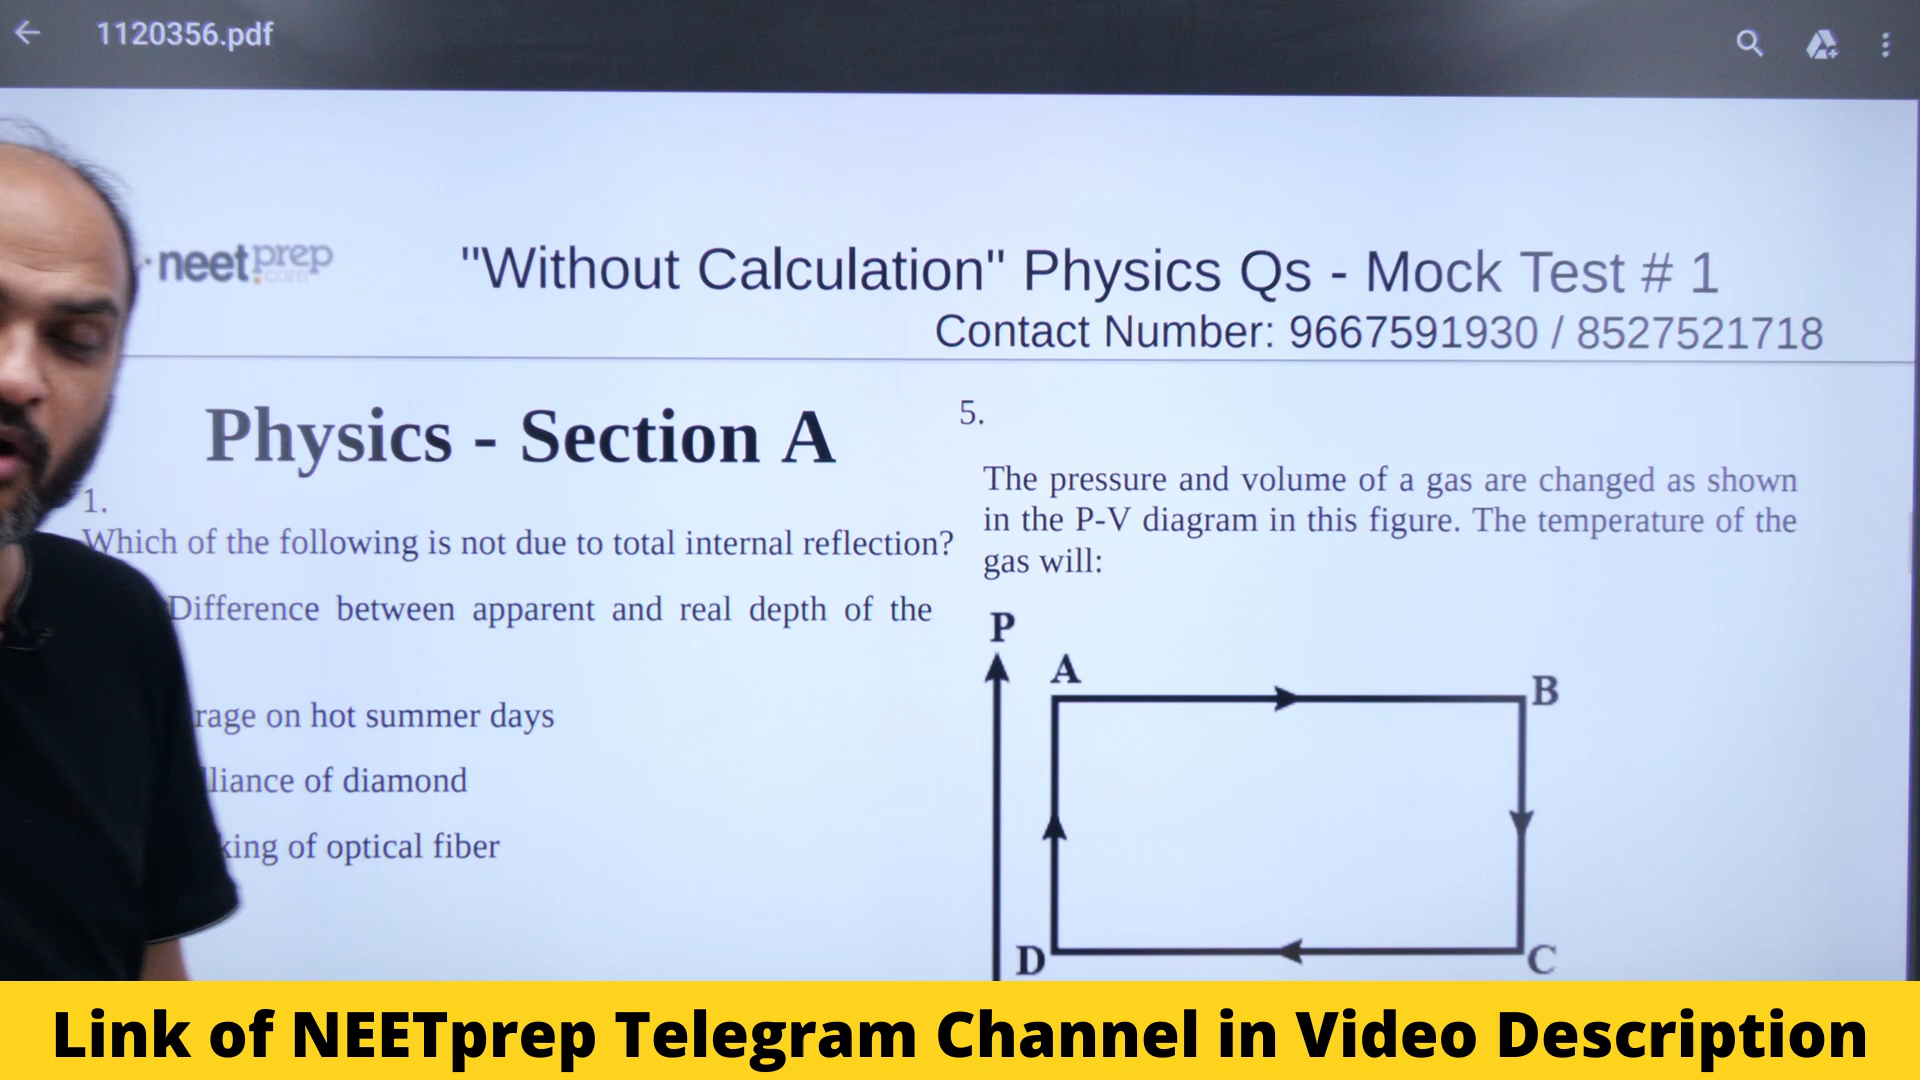 1120356.pdf
neetprep
.com
"Without Calculation" Physics Qs - Mock Test # 1
Contact Number: 9667591930 / 8527521718
Physics - Section A
1.
Which of the following is not due to total internal reflection?
Difference between apparent and real depth of the
rage on hot summer days
lliance of diamond
king of optical fiber
5.
The pressure and volume of a gas are changed as shown
in the P-V diagram in this figure. The temperature of the
gas will:
P
A
B
D
C
Link of NEETprep Telegram Channel in Video Description